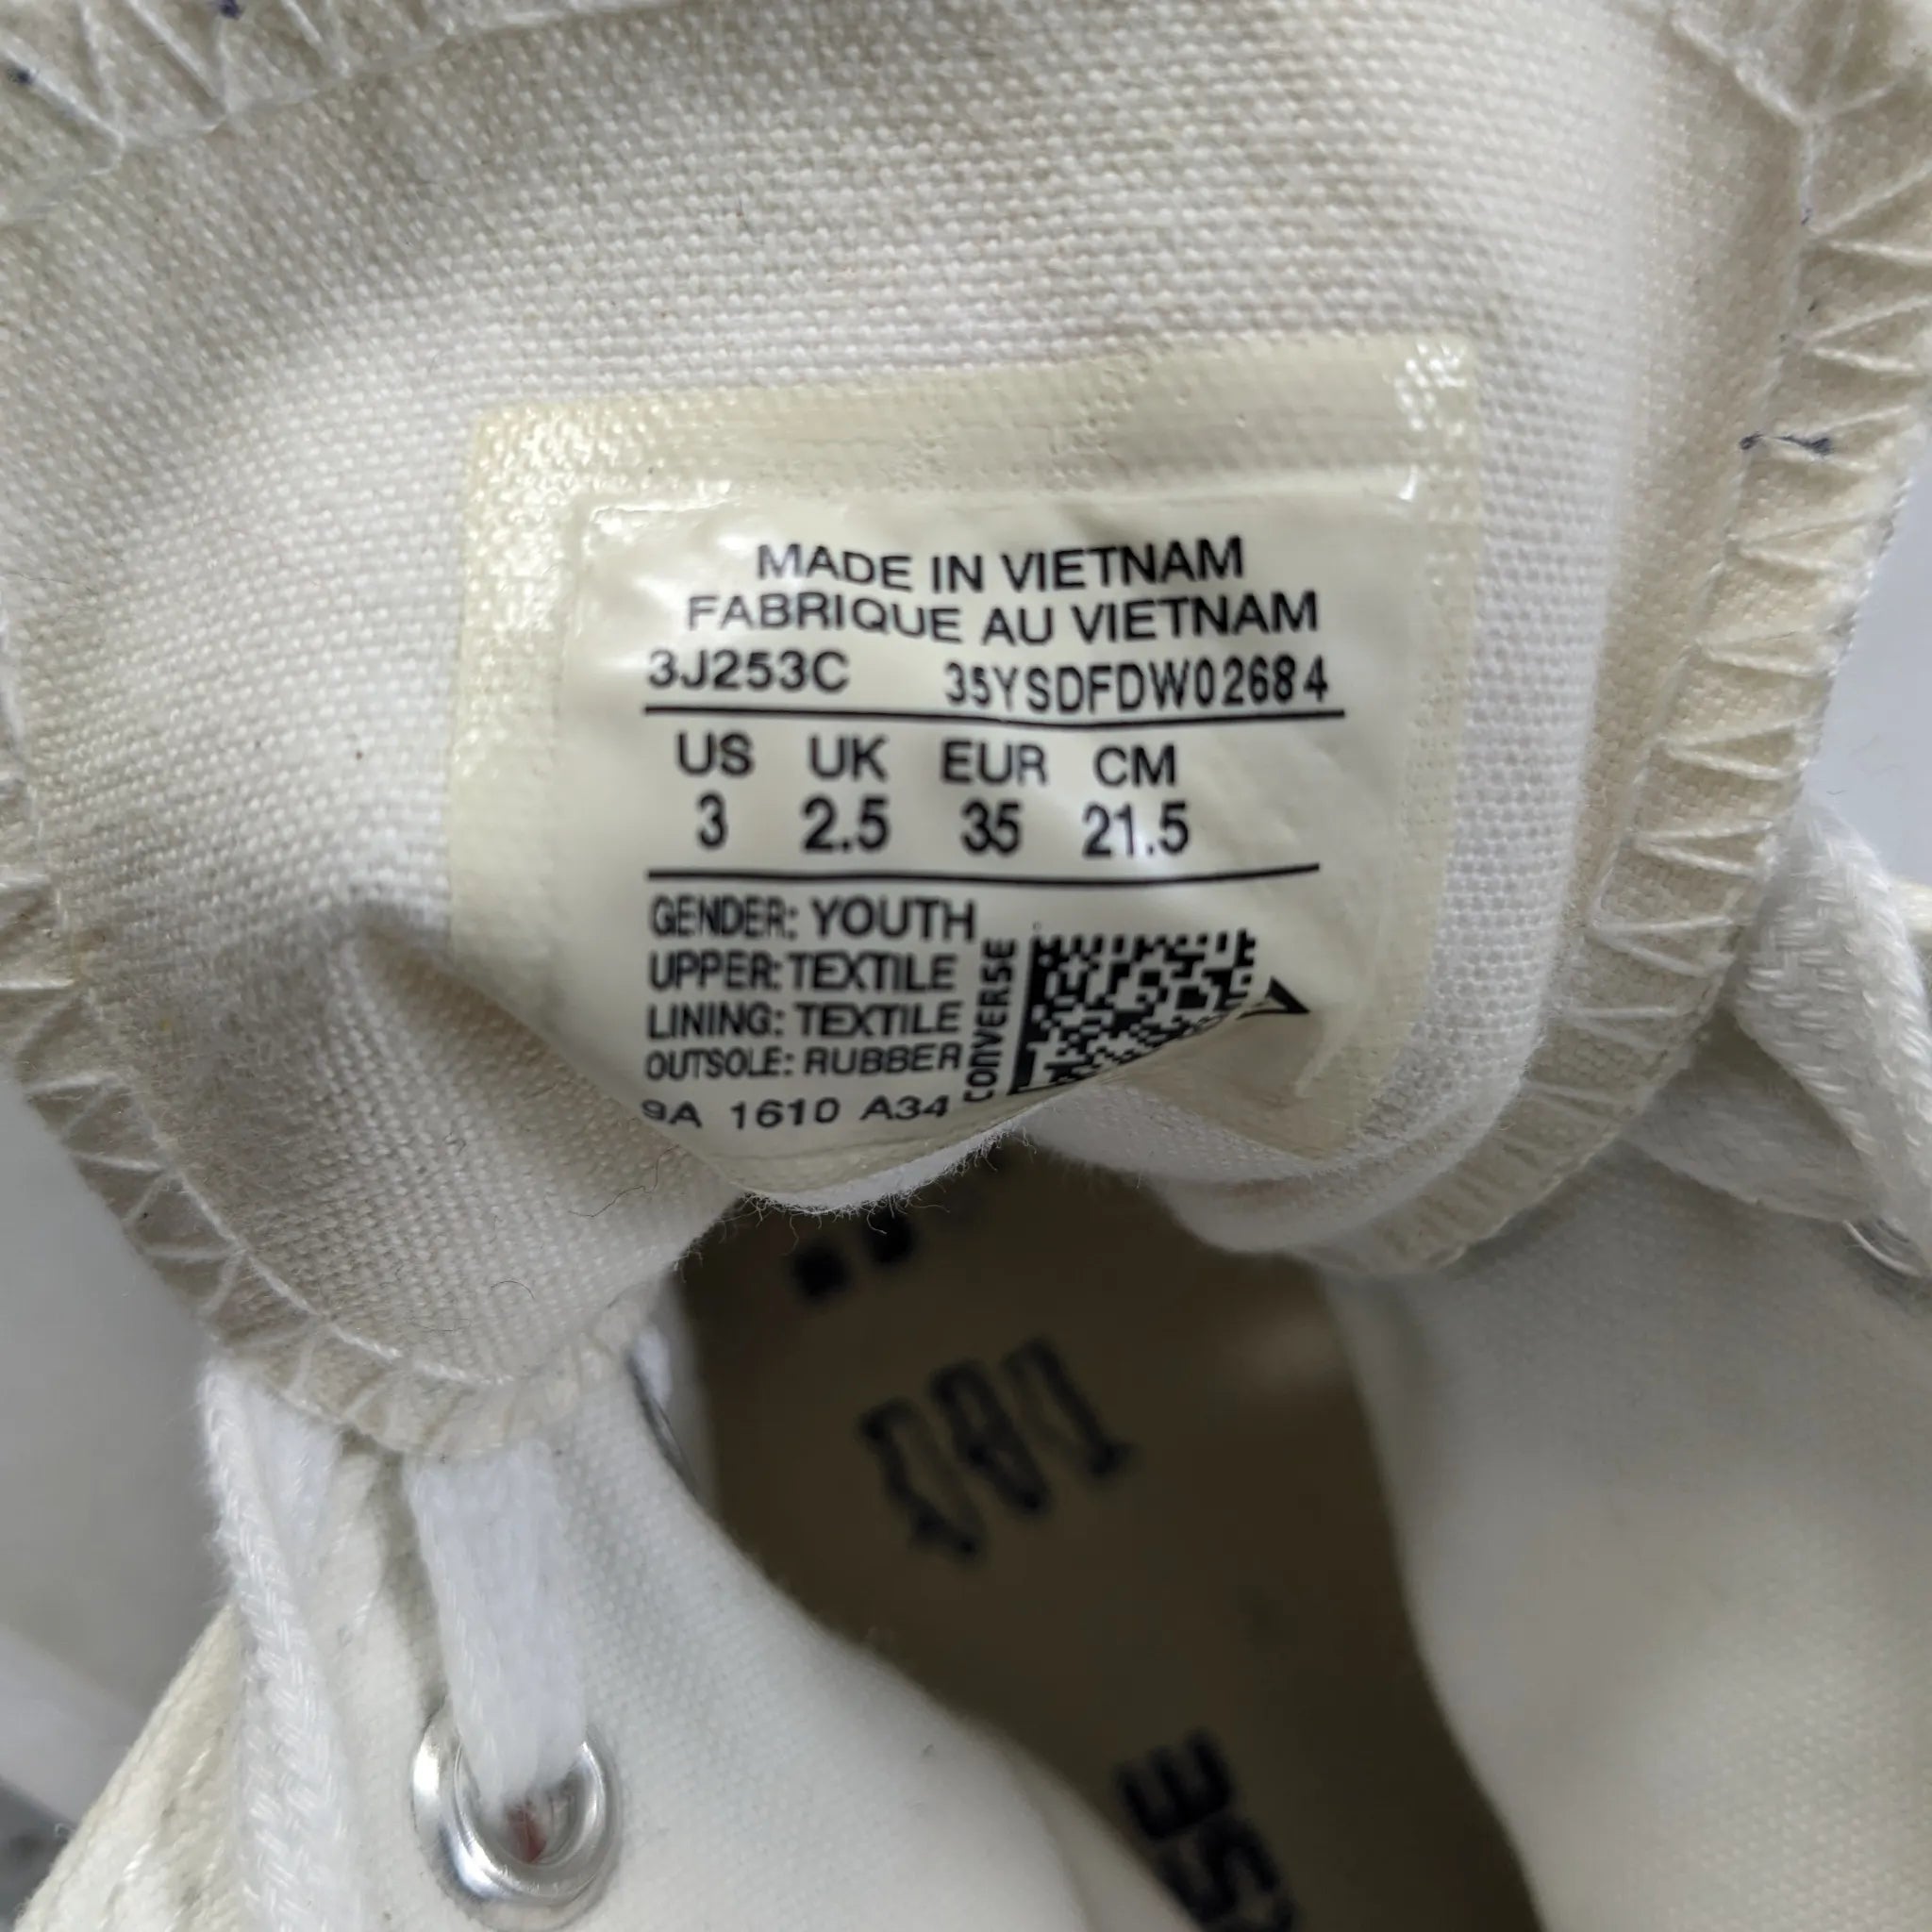 MADE IN VIETNAM
FABRIQUE AU VIETNAM
3J253C 35YSDFDW02684
US UK EUR CM
3 2.5 35 21.5
GENDER: YOUTH
UPPER: TEXTILE
LINING: TEXTILE
OUTSOLE: RUBBER
9A 1610 A34
CONVERSE